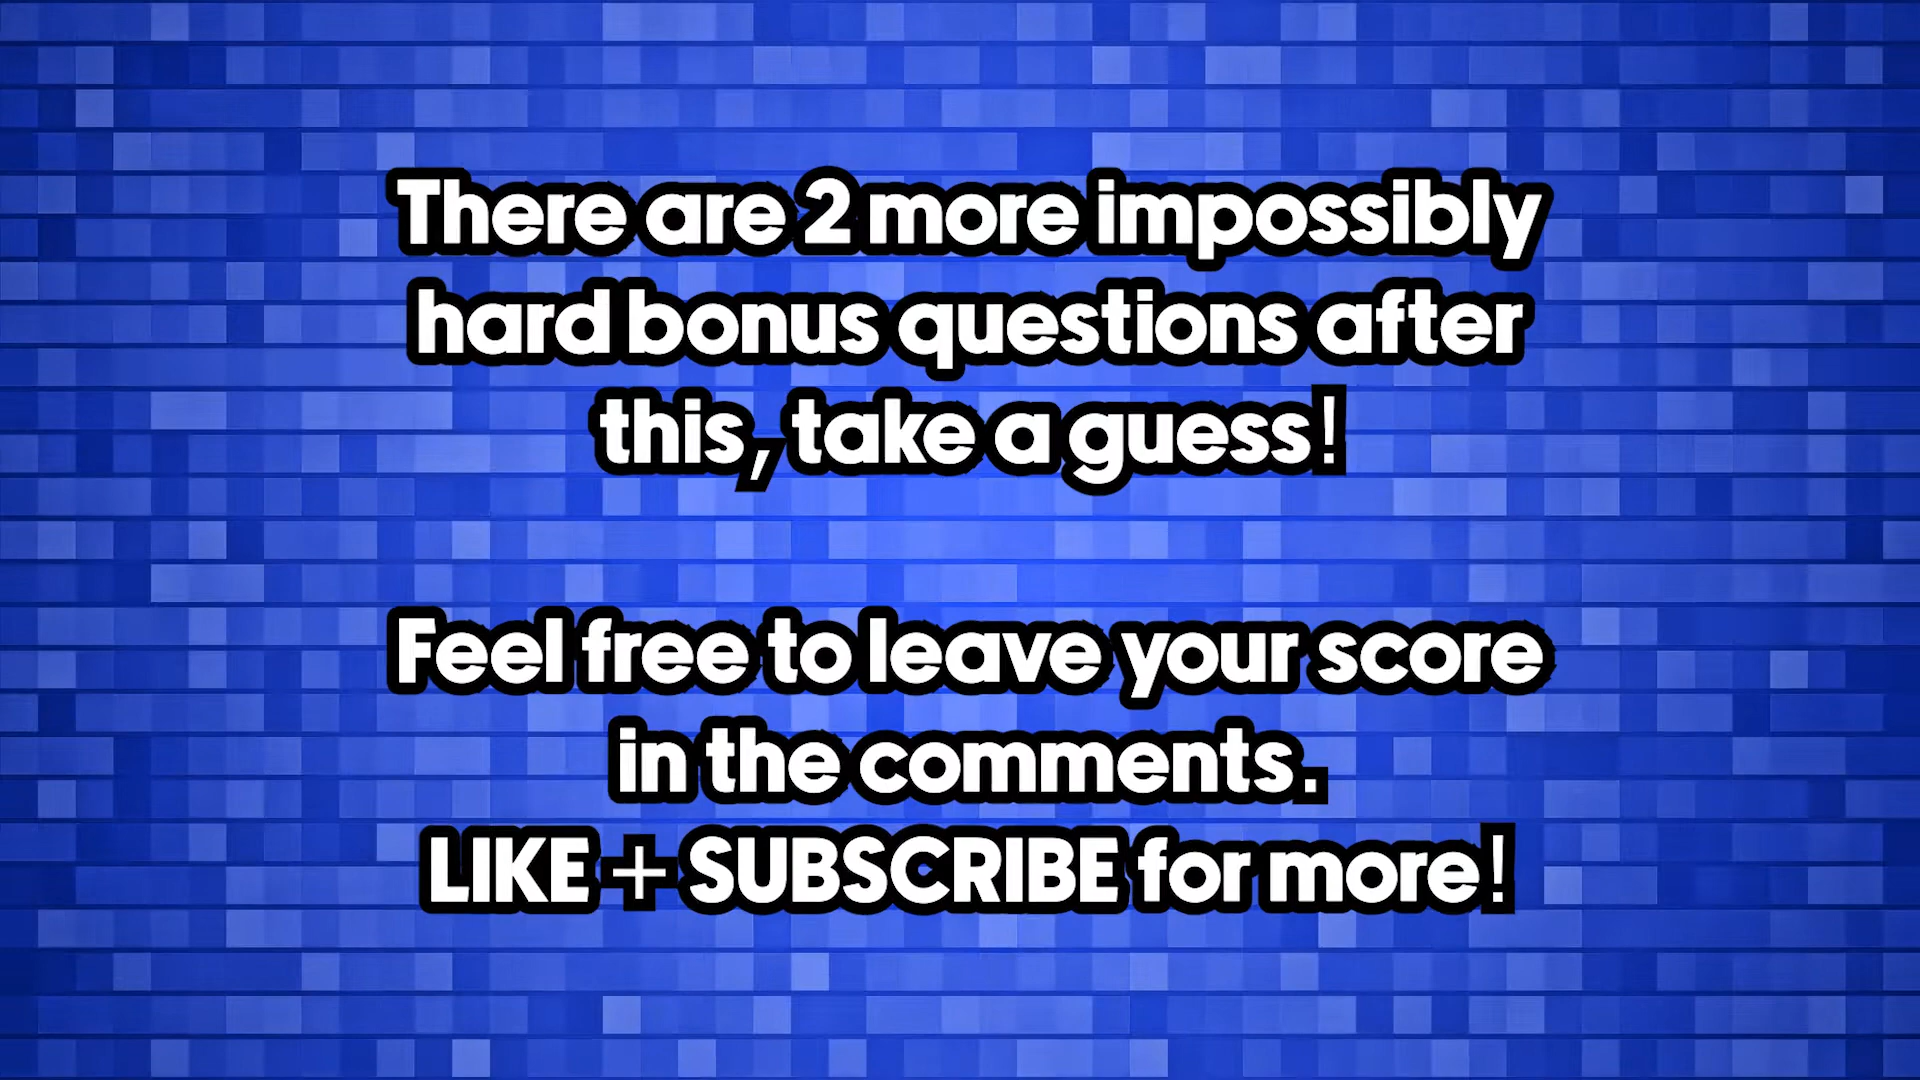 There are 2 more impossibly
hard bonus questions after
this, take a guess!
Feel free to leave your score
in the comments.
LIKE + SUBSCRIBE for more!